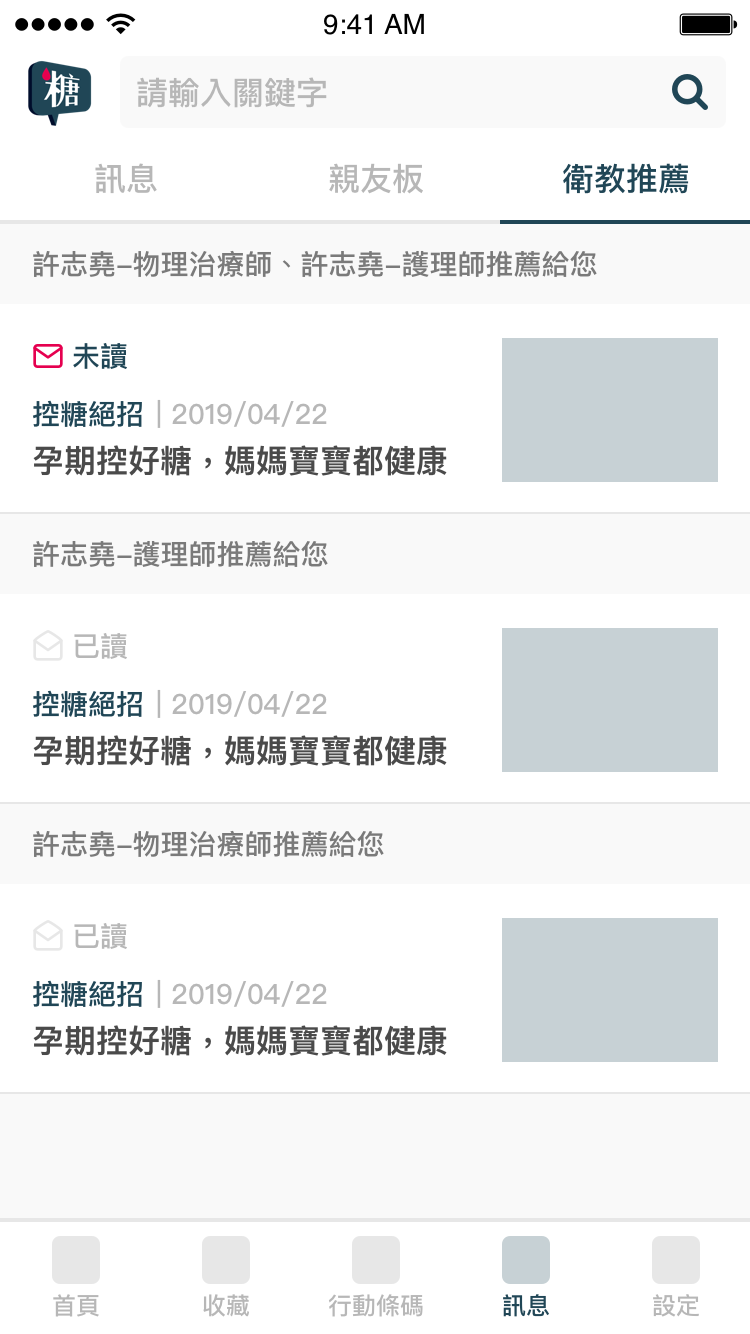 9:41 AM
糖
請輸入關鍵字
訊息
親友板
衛教推薦
許志堯–物理治療師、許志堯–護理師推薦給您
未讀
控糖絕招 | 2019/04/22
孕期控好糖，媽媽寶寶都健康
許志堯–護理師推薦給您
已讀
控糖絕招 | 2019/04/22
孕期控好糖，媽媽寶寶都健康
許志堯–物理治療師推薦給您
已讀
控糖絕招 | 2019/04/22
孕期控好糖，媽媽寶寶都健康
首頁
收藏
行動條碼
訊息
設定